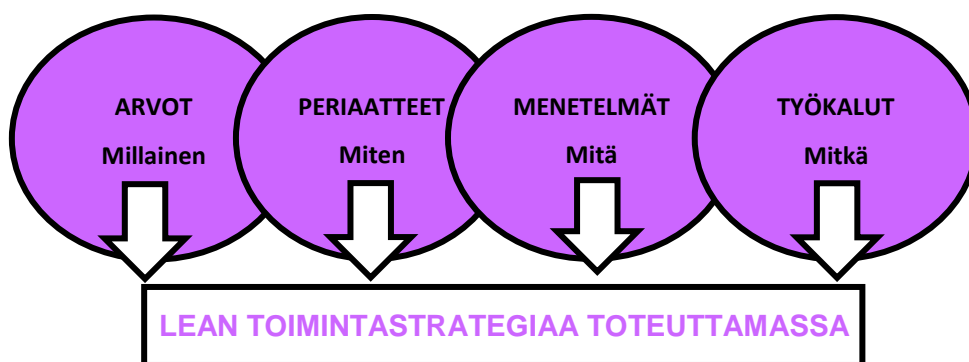 ARVOT
Millainen
PERIAATTEET
Miten
MENETELMÄT
Mitä
TYÖKALUT
Mitkä
LEAN TOIMINTASTRATEGIAA TOTEUTTAMASSA